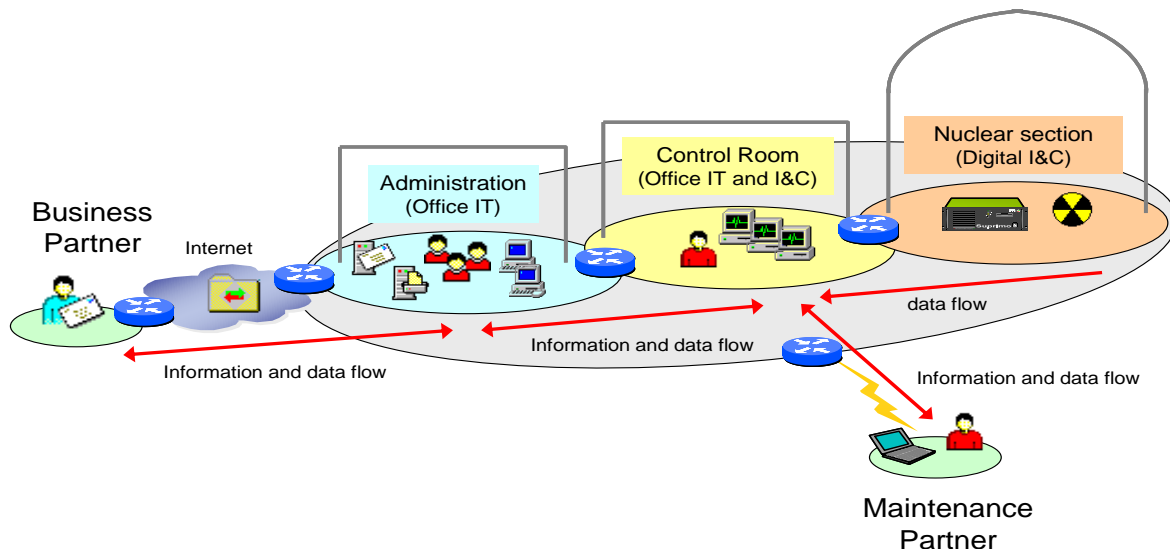 Nuclear section
(Digital I&C)
Control Room
(Office IT and I&C)
Administration
(Office IT)
Business
Partner
Internet
Suprimo
data flow
Information and data flow
Information and data flow
Information and data flow
Maintenance
Partner